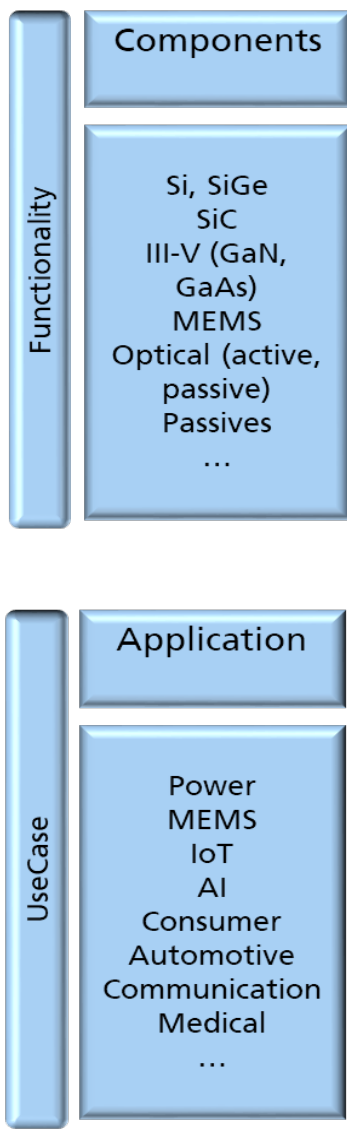 Components
Functionality
Si, SiGe
SiC
III-V (GaN,
GaAs)
MEMS
Optical (active,
passive)
Passives
...
Application
UseCase
Power
MEMS
IoT
AI
Consumer
Automotive
Communication
Medical
...